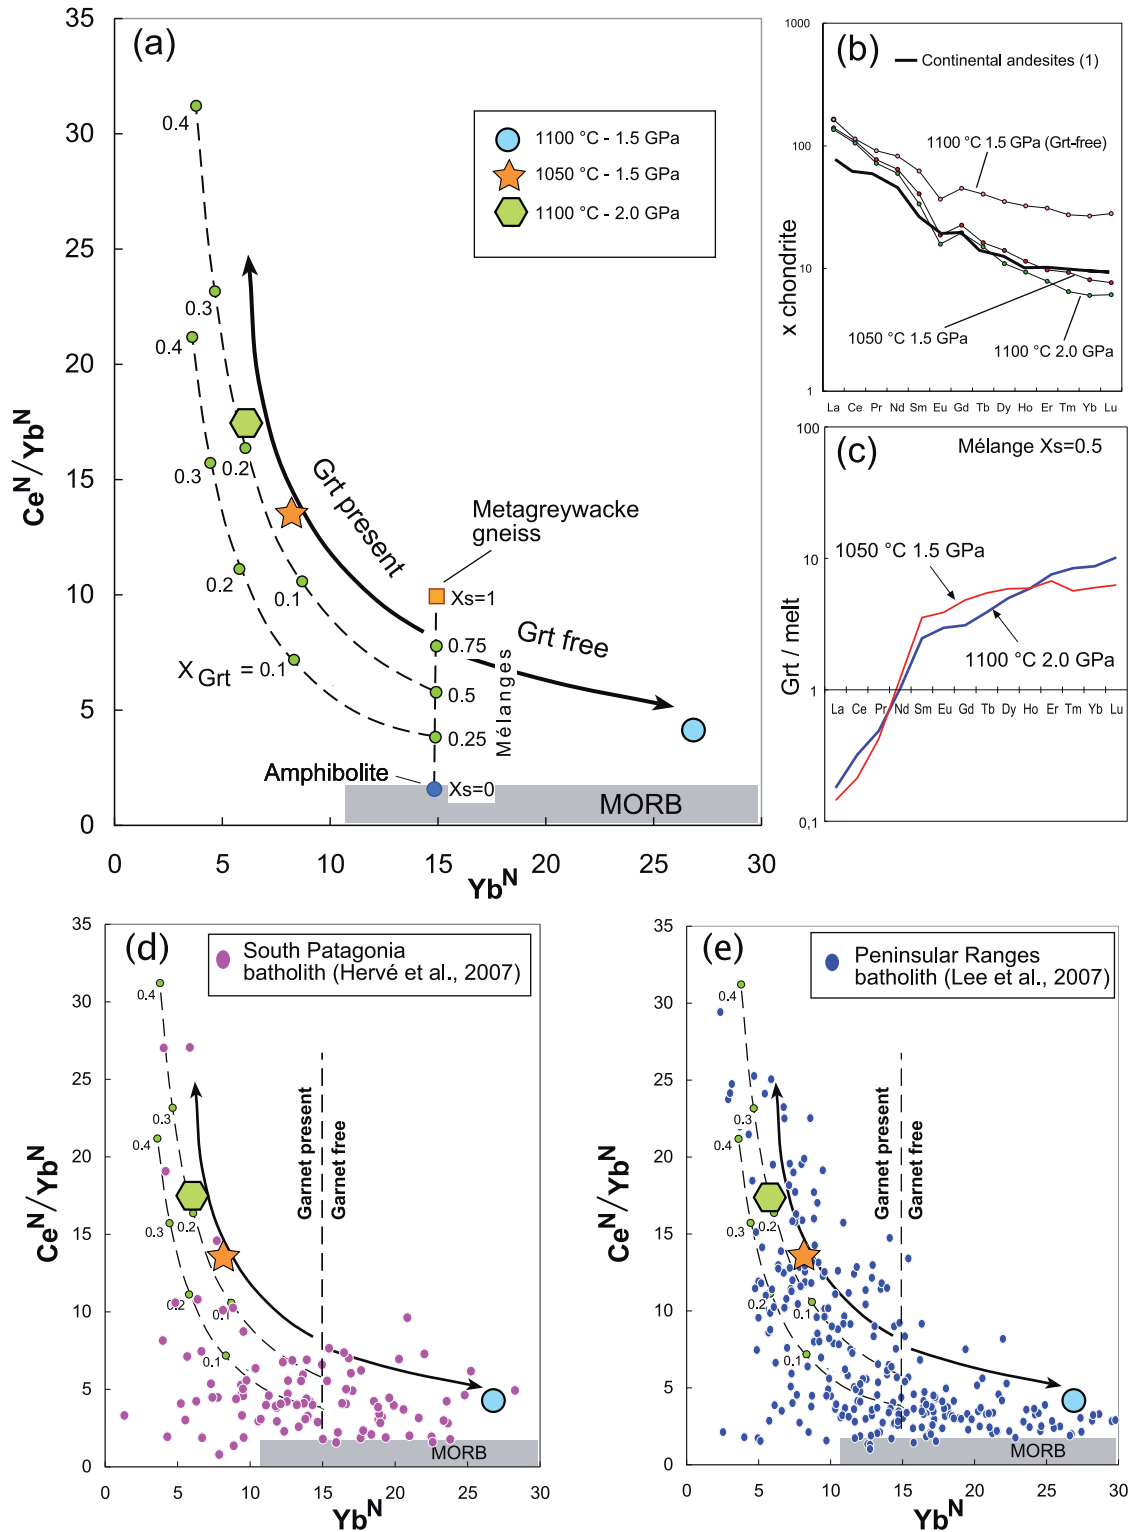 (a)
35
30
25
20
15
10
5
0
0
5
10
15
20
25
30
Ce^N/Yb^N
Yb^N
1100 °C - 1.5 GPa
1050 °C - 1.5 GPa
1100 °C - 2.0 GPa
0.4
0.3
0.4
0.2
0.3
0.2
0.1
X Grt = 0.1
Grt present
Grt free
Metagreywacke
gneiss
Xs=1
0.75
0.5
0.25
Xs=0
Mélanges
Amphibolite
MORB
(b)
1000
100
10
1
x chondrite
Continental andesites (1)
1100 °C 1.5 GPa (Grt-free)
1050 °C 1.5 GPa
1100 °C 2.0 GPa
La Ce Pr Nd Sm Eu Gd Tb Dy Ho Er Tm Yb Lu
(c)
Mélange Xs=0.5
100
10
1
0,1
Grt / melt
1050 °C 1.5 GPa
1100 °C 2.0 GPa
La Ce Pr Nd Sm Eu Gd Tb Dy Ho Er Tm Yb Lu
(d)
South Patagonia
batholith (Hervé et al., 2007)
35
30
25
20
15
10
5
0
0 5 10 15 20 25 30
Ce^N/Yb^N
Yb^N
0.4
0.3
0.4
0.2
0.3
0.2
0.1
0.1
Garnet present
Garnet free
MORB
(e)
Peninsular Ranges
batholith (Lee et al., 2007)
35
30
25
20
15
10
5
0
0 5 10 15 20 25 30
Ce^N/Yb^N
Yb^N
0.4
0.3
0.4
0.2
0.3
0.2
0.1
0.1
Garnet present
Garnet free
MORB